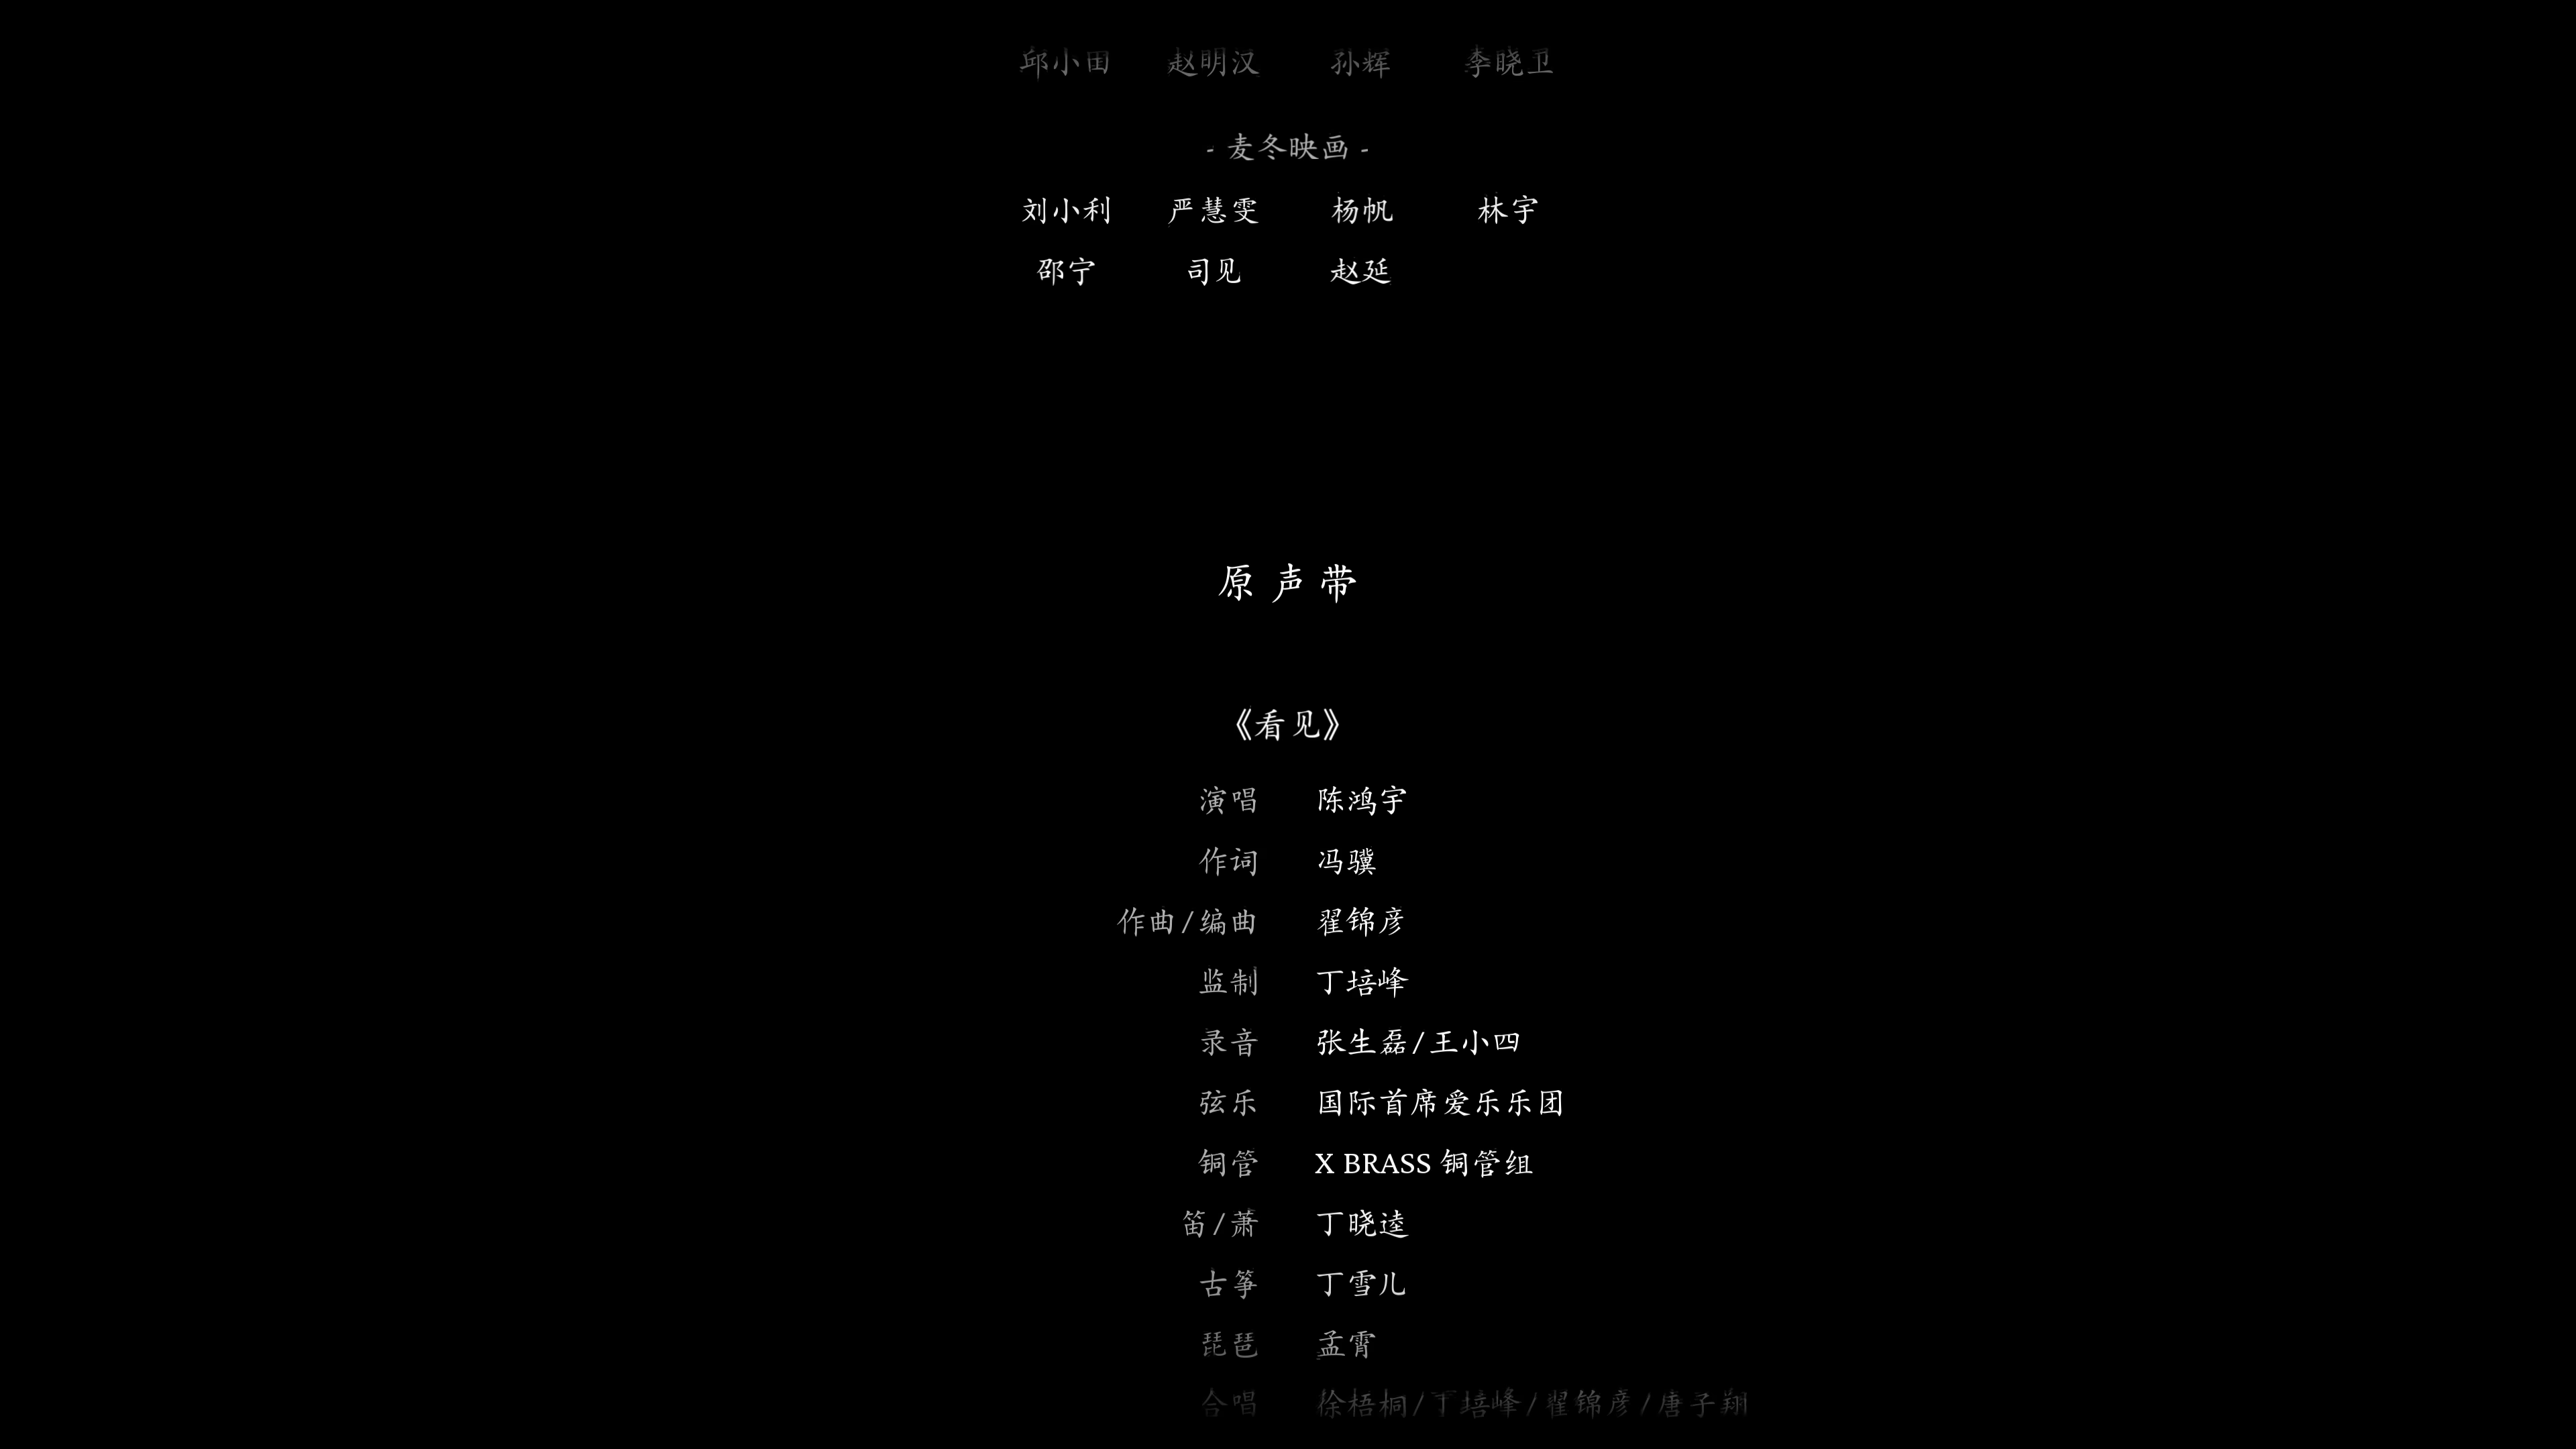 邱小田 赵明汉 孙辉 李晓卫
- 麦冬映画 -
刘小利 严慧雯 杨帆 林宇
邵宁 司见 赵延
原声带
《看见》
演唱 陈鸿宇
作词 冯骥
作曲/编曲 翟锦彦
监制 丁培峰
录音 张生磊/王小四
弦乐 国际首席爱乐乐团
铜管 X BRASS 铜管组
笛/萧 丁晓逵
古筝 丁雪儿
琵琶 孟霄
合唱 徐梧桐/丁培峰/翟锦彦/唐子翔